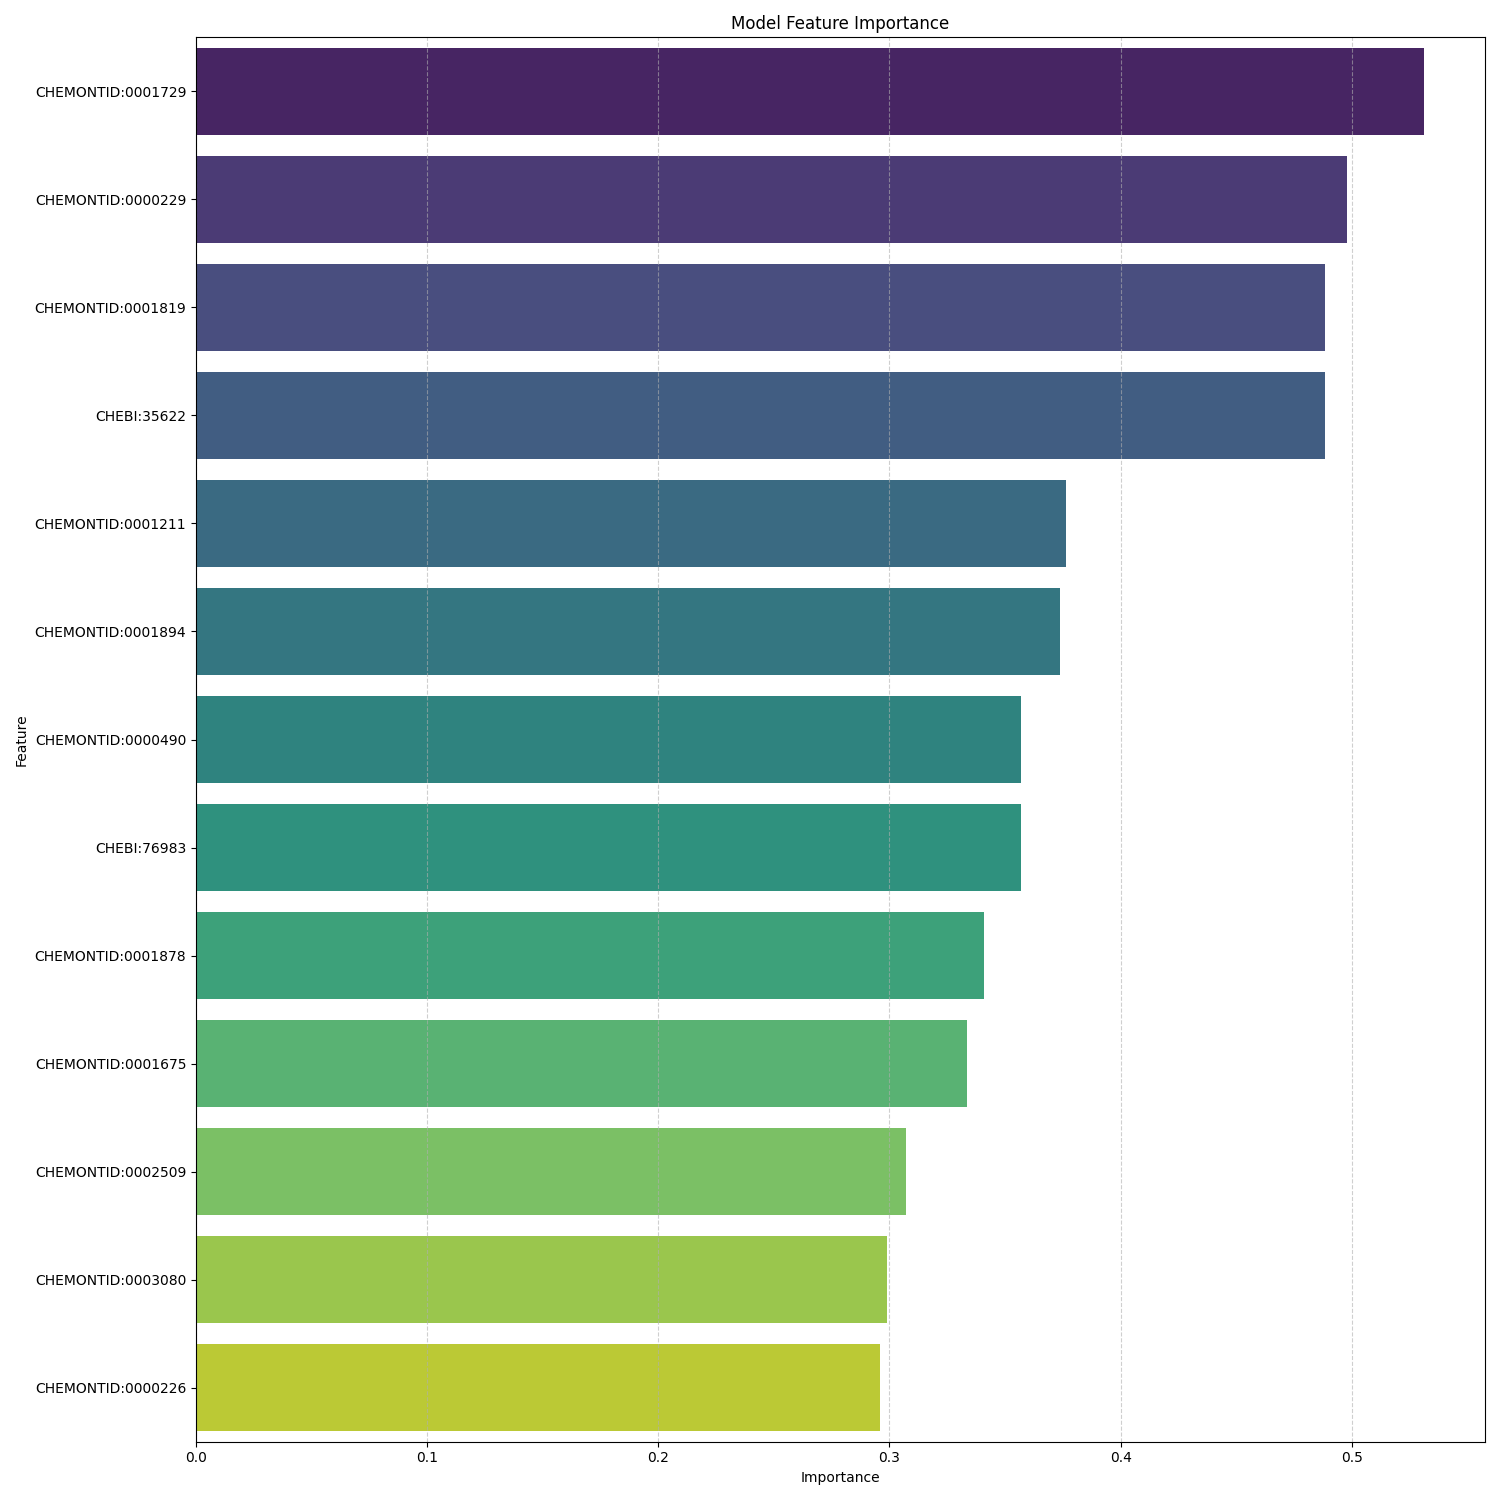 Model Feature Importance
CHEMONTID:0001729
CHEMONTID:0000229
CHEMONTID:0001819
CHEBI:35622
CHEMONTID:0001211
CHEMONTID:0001894
CHEMONTID:0000490
CHEBI:76983
CHEMONTID:0001878
CHEMONTID:0001675
CHEMONTID:0002509
CHEMONTID:0003080
CHEMONTID:0000226
Feature
0.0 0.1 0.2 0.3 0.4 0.5
Importance